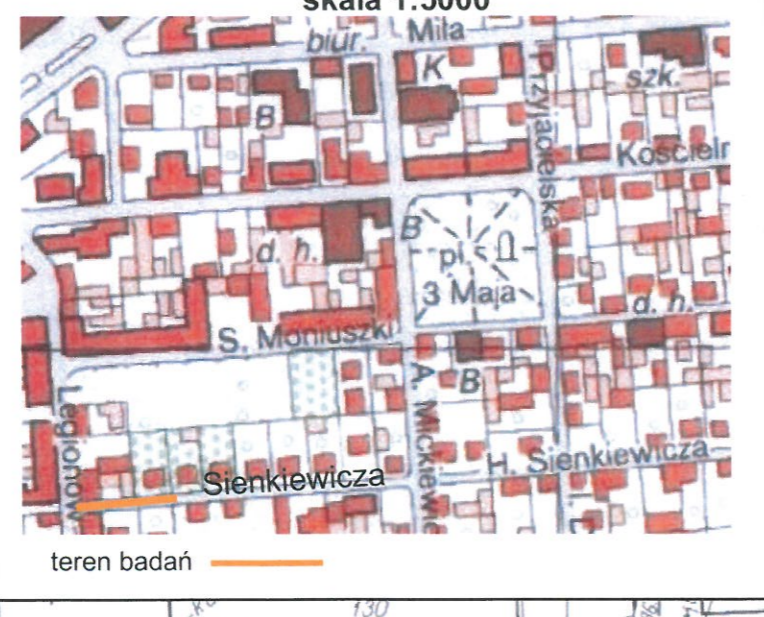 skala 1:5000
biur.
Miła
K
Przyjacielska
szk.
B
Kościeln
B
pl.
d. h.
3 Maja
d. h.
S. Moniuszki
B
Legionów
A. Mickiewic
H. Sienkiewicza
Sienkiewicza
teren badań
130